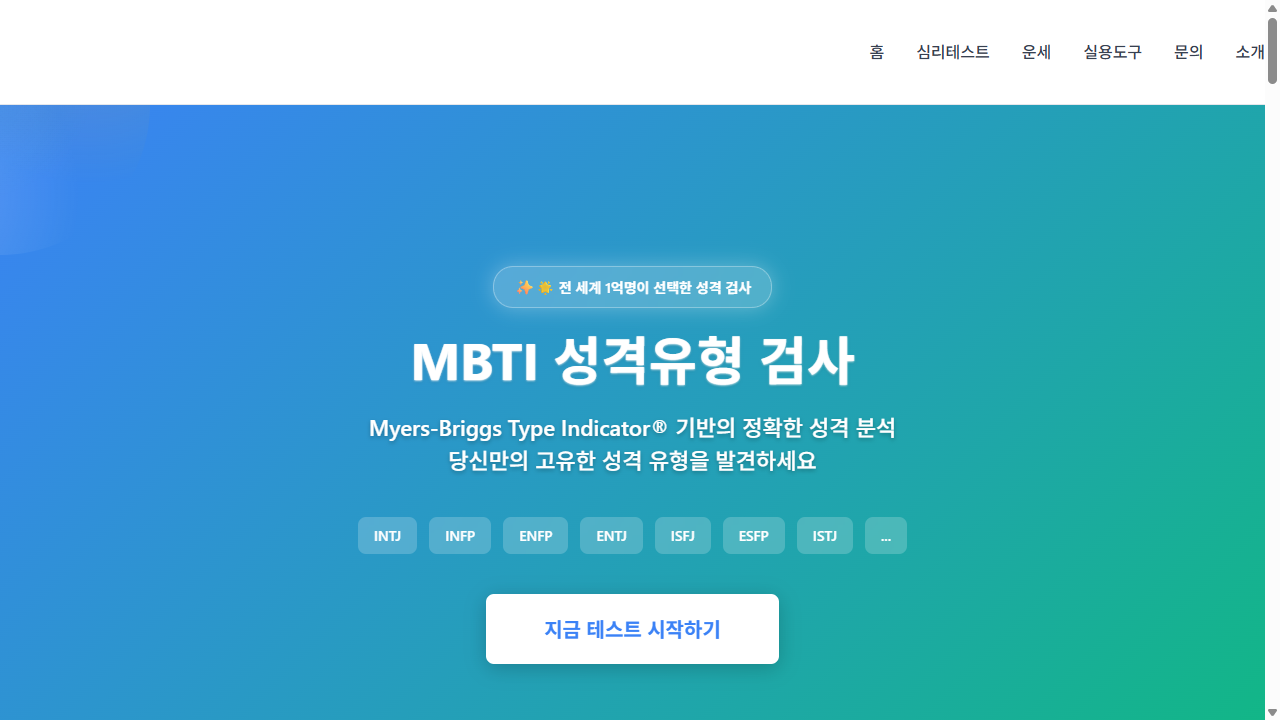 홈 심리테스트 운세 실용도구 문의 소개
✨ 🌟 전 세계 1억명이 선택한 성격 검사
MBTI 성격유형 검사
Myers-Briggs Type Indicator® 기반의 정확한 성격 분석
당신만의 고유한 성격 유형을 발견하세요
INTJ INFP ENFP ENTJ ISFJ ESFP ISTJ ...
지금 테스트 시작하기